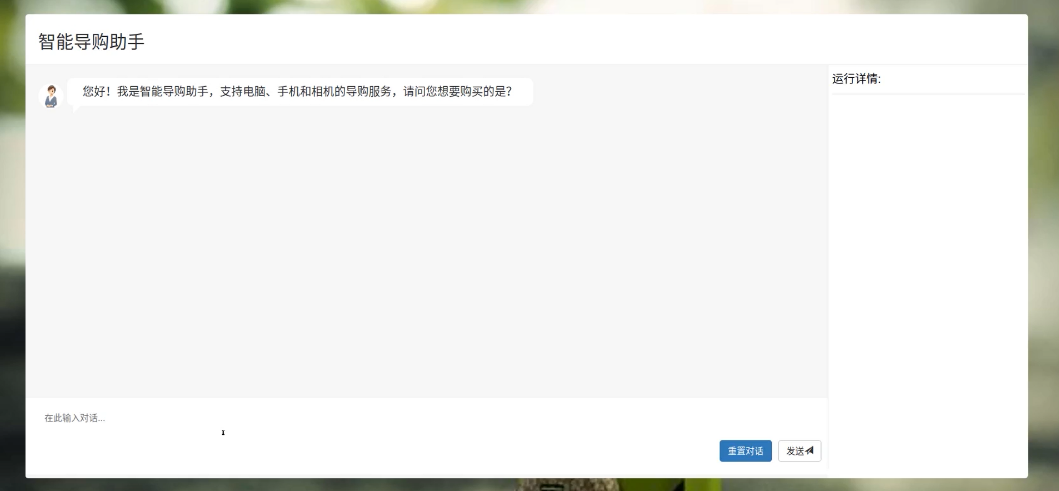 智能导购助手
您好！我是智能导购助手，支持电脑、手机和相机的导购服务，请问您想要购买的是?
运行详情:
在此输入对话...
重置对话
发送